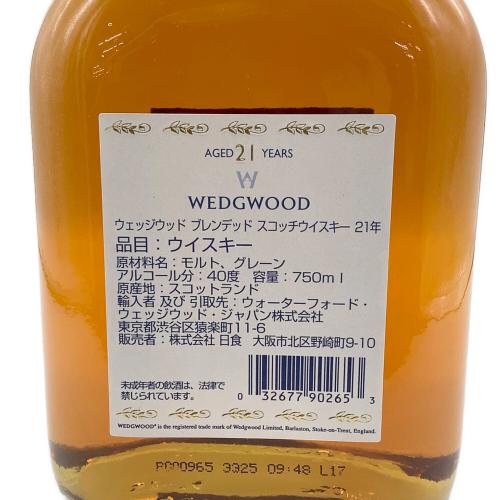 AGED 21 YEARS
W
WEDGWOOD
ウェッジウッド ブレンデッド スコッチウイスキー 21年
品目：ウイスキー
原材料名：モルト、グレーン
アルコール分：40度 容量：750ml
原産地：スコットランド
輸入者 及び 引取先：ウォーターフォード・
ウェッジウッド・ジャパン株式会社
東京都渋谷区猿楽町11-6
販売者：株式会社 日食 大阪市北区野崎町9-10
未成年者の飲酒は、法律で
禁じられています。
0 32677 90265 3
WEDGWOOD® is the registered trade mark of Wedgwood Limited, Barlaston, Stoke-on-Trent, England.
R000965 3325 09:48 L17